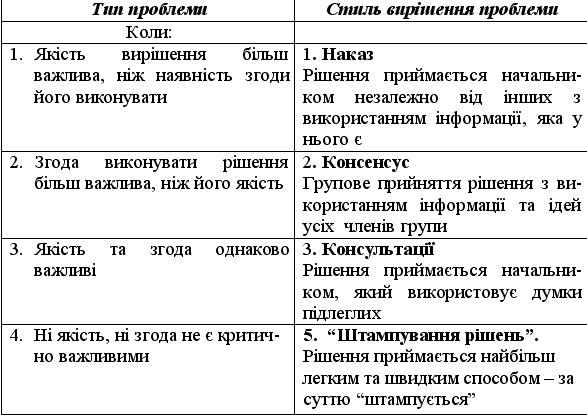 Тип проблеми
Стиль вирішення проблеми
Коли:
1. Якість вирішення більш
важлива, ніж наявність згоди
його виконувати
1. Наказ
Рішення приймається начальни-
ком незалежно від інших з
використанням інформації, яка у
нього є
2. Згода виконувати рішення
більш важлива, ніж його якість
2. Консенсус
Групове прийняття рішення з ви-
користанням інформації та ідей
усіх членів групи
3. Якість та згода однаково
важливі
3. Консультації
Рішення приймається начальни-
ком, який використовує думки
підлеглих
4. Ні якість, ні згода не є критич-
но важливими
5. “Штампування рішень”.
Рішення приймається найбільш
легким та швидким способом – за
суттю “штампується”